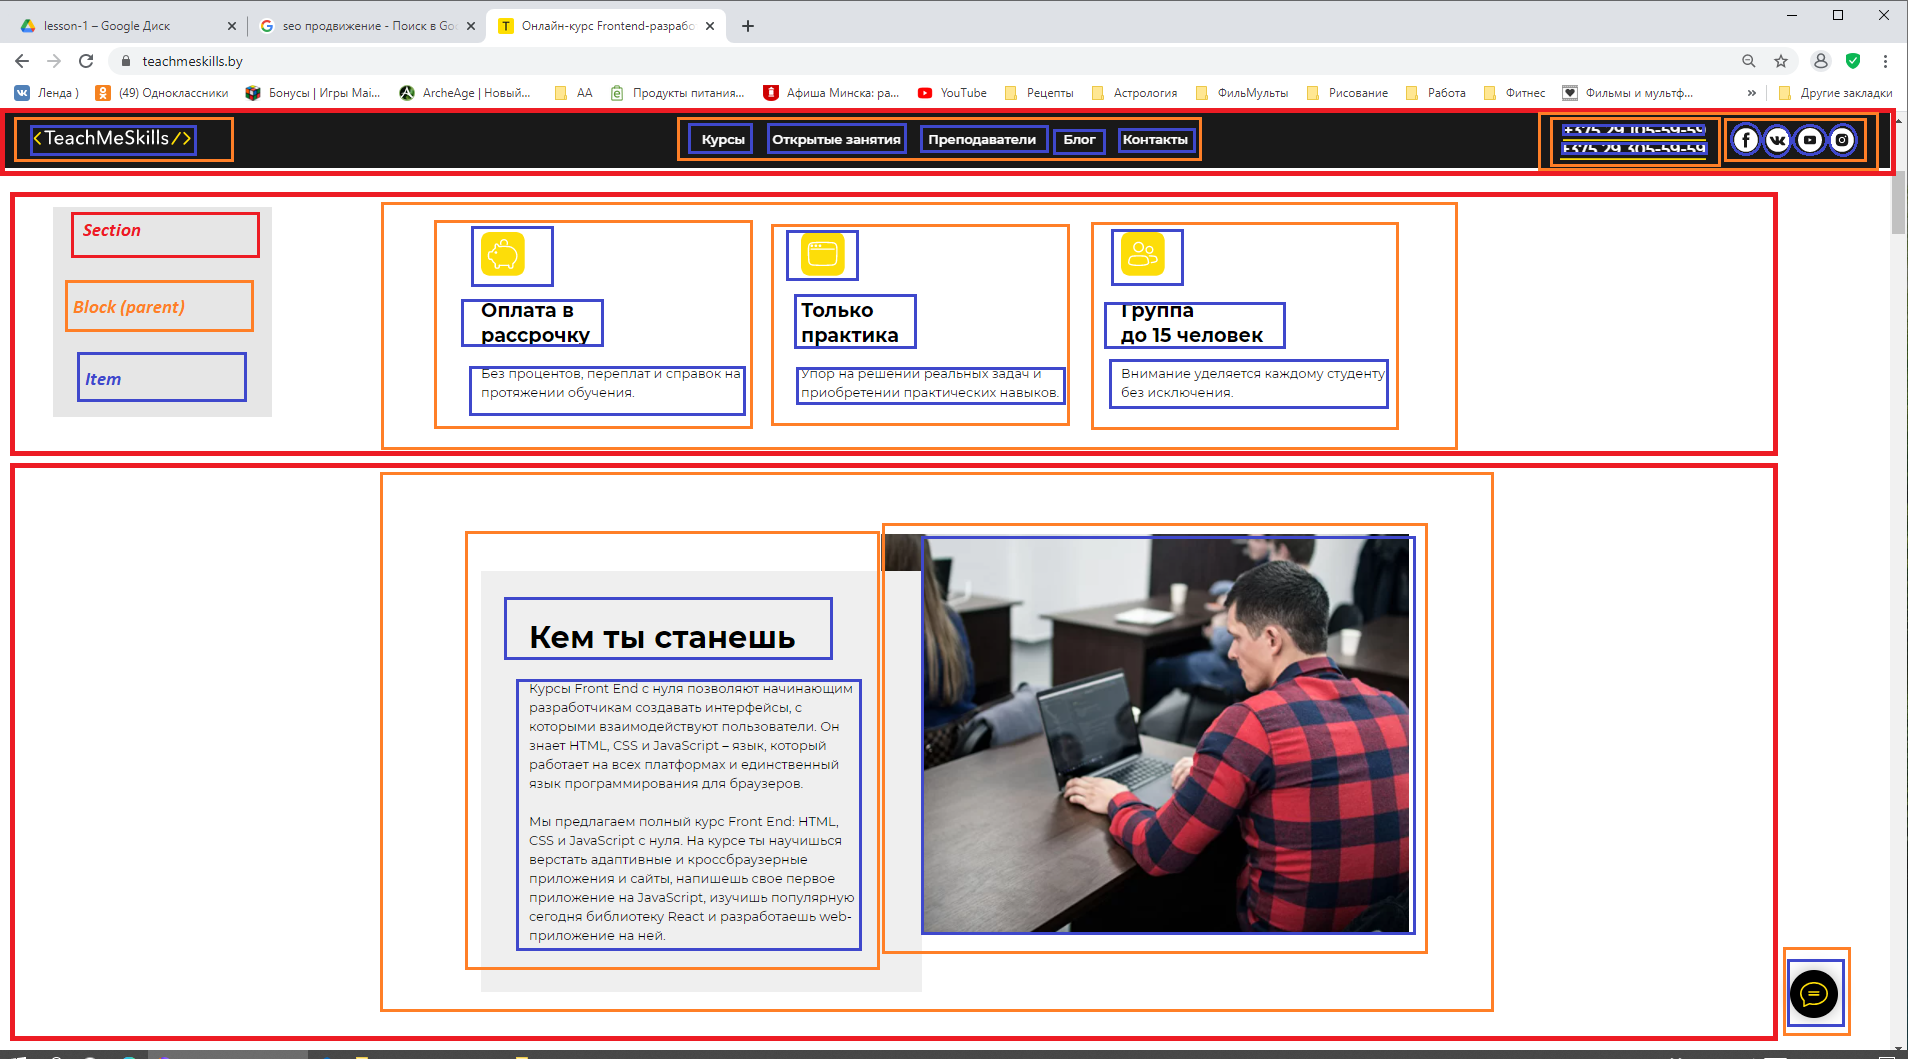 lesson-1 – Google Диск
seo продвижение - Поиск в Goo
Онлайн-курс Frontend-разрабо
teachmeskills.by
Ленда )
(49) Одноклассники
Бонусы | Игры Mai...
ArcheAge | Новый...
АА
Продукты питания...
Афиша Минска: ра...
YouTube
Рецепты
Астрология
ФильМульты
Рисование
Работа
Фитнес
Фильмы и мультф...
»
Другие закладки
<TeachMeSkills/>
Курсы
Открытые занятия
Преподаватели
Блог
Контакты
+375 29 105-59-59
+375 29 305-59-59
Section
Block (parent)
Item
Оплата в
рассрочку
Без процентов, переплат и справок на
протяжении обучения.
Только
практика
Упор на решении реальных задач и
приобретении практических навыков.
Группа
до 15 человек
Внимание уделяется каждому студенту
без исключения.
Кем ты станешь
Курсы Front End с нуля позволяют начинающим
разработчикам создавать интерфейсы, с
которыми взаимодействуют пользователи. Он
знает HTML, CSS и JavaScript – язык, который
работает на всех платформах и единственный
язык программирования для браузеров.
Мы предлагаем полный курс Front End: HTML,
CSS и JavaScript с нуля. На курсе ты научишься
верстать адаптивные и кроссбраузерные
приложения и сайты, напишешь свое первое
приложение на JavaScript, изучишь популярную
сегодня библиотеку React и разработаешь web-
приложение на ней.